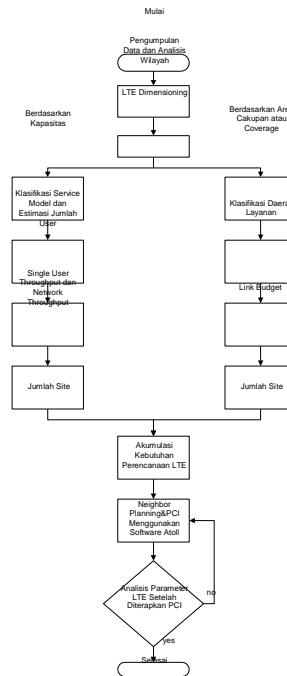 Mulai
Pengumpulan
Data dan Analisis
Wilayah
LTE Dimensioning
Berdasarkan
Kapasitas
Berdasarkan Area
Cakupan atau
Coverage
Klasifikasi Service
Model dan
Estimasi Jumlah
User
Klasifikasi Daerah
Layanan
Single User
Throughput dan
Network
Throughput
Link Budget
Jumlah Site
Jumlah Site
Akumulasi
Kebutuhan
Perencanaan LTE
Neighbor
Planning&PCI
Menggunakan
Software Atoll
Analisis Parameter
LTE Setelah
Diterapkan PCI
no
yes
Selesai